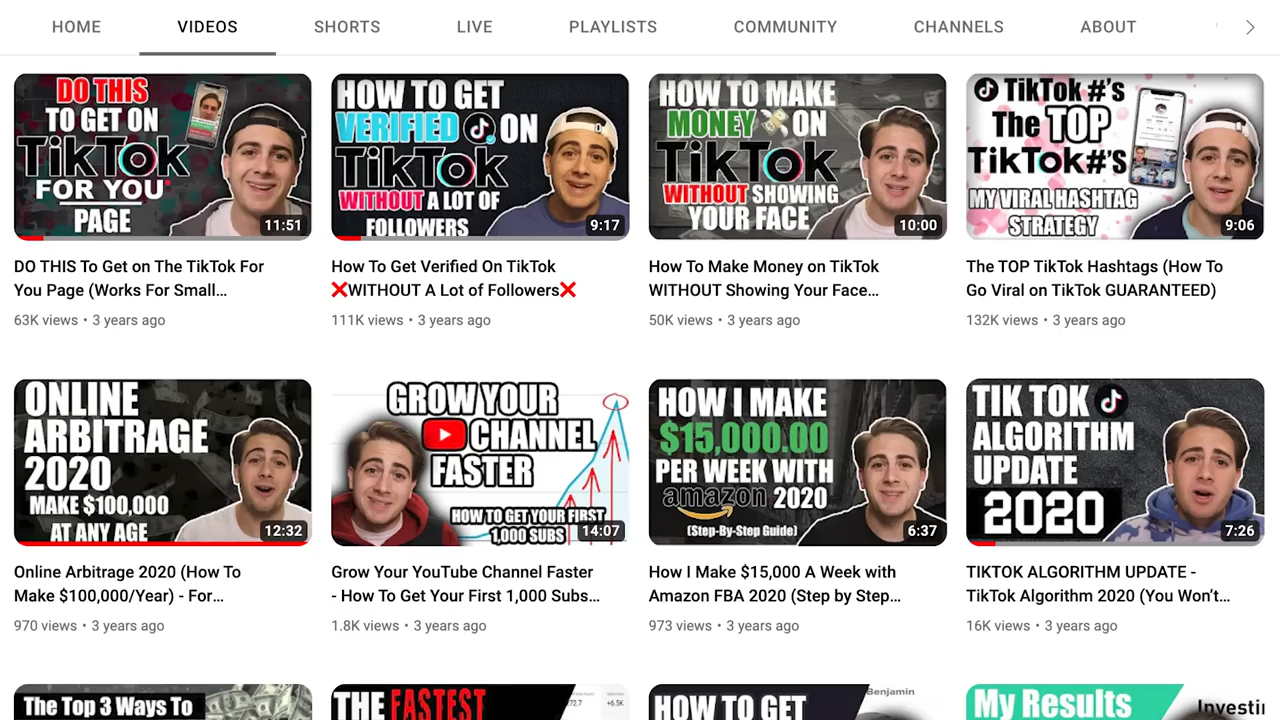 HOME VIDEOS SHORTS LIVE PLAYLISTS COMMUNITY CHANNELS ABOUT
DO THIS
TO GET ON
TikTok
FOR YOU
PAGE
11:51
DO THIS To Get on The TikTok For
You Page (Works For Small...
63K views • 3 years ago
HOW TO GET
VERIFIED ON
TikTok
WITHOUT A LOT OF
FOLLOWERS
9:17
How To Get Verified On TikTok
❌WITHOUT A Lot of Followers❌
111K views • 3 years ago
HOW TO MAKE
MONEY 💸 ON
TikTok
WITHOUT SHOWING
YOUR FACE
10:00
How To Make Money on TikTok
WITHOUT Showing Your Face...
50K views • 3 years ago
TikTok #'s
The TOP
TikTok#'s
MY VIRAL HASHTAG
STRATEGY
9:06
The TOP TikTok Hashtags (How To
Go Viral on TikTok GUARANTEED)
132K views • 3 years ago
ONLINE
ARBITRAGE
2020
MAKE $100,000
AT ANY AGE
12:32
Online Arbitrage 2020 (How To
Make $100,000/Year) - For...
970 views • 3 years ago
GROW YOUR
CHANNEL
FASTER
HOW TO GET YOUR FIRST
1,000 SUBS
14:07
Grow Your YouTube Channel Faster
- How To Get Your First 1,000 Subs...
1.8K views • 3 years ago
HOW I MAKE
$15,000.00
PER WEEK WITH
amazon 2020
(Step-By-Step Guide)
6:37
How I Make $15,000 A Week with
Amazon FBA 2020 (Step by Step...
973 views • 3 years ago
TIK TOK
ALGORITHM
UPDATE
2020
7:26
TIKTOK ALGORITHM UPDATE -
TikTok Algorithm 2020 (You Won't...
16K views • 3 years ago
The Top 3 Ways To
THE FASTEST
+6.5K
HOW TO GET
Benjamin
My Results